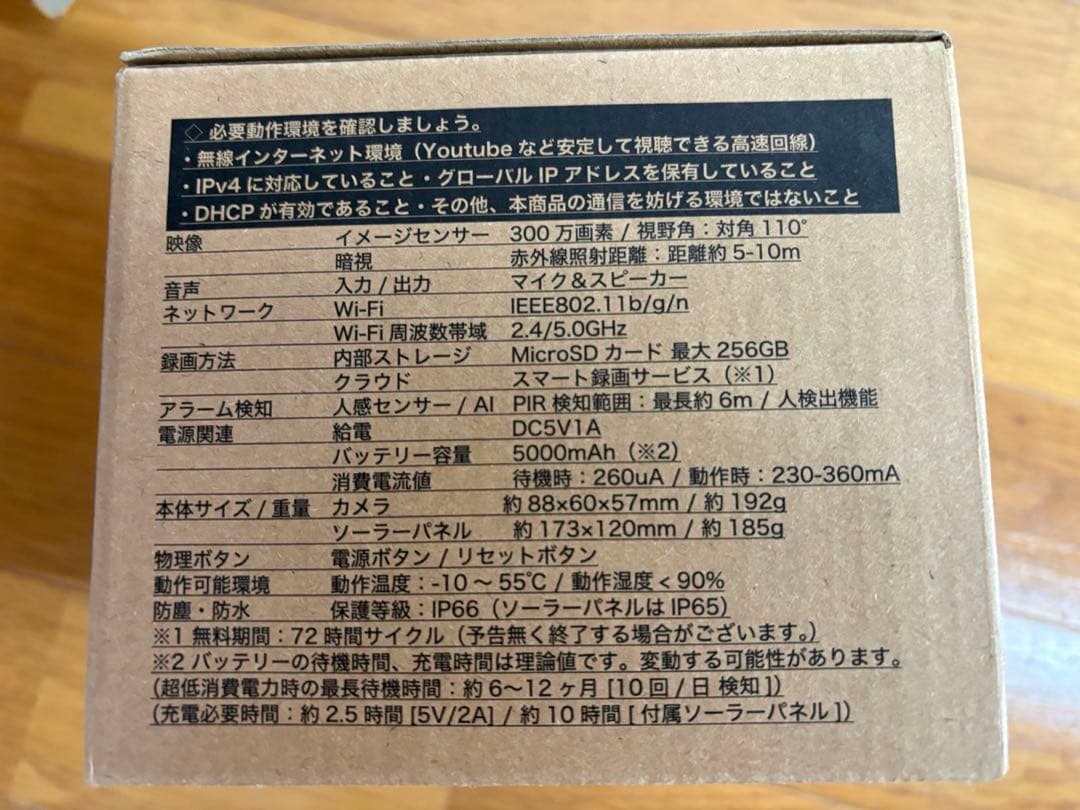 ◇ 必要動作環境を確認しましょう。
・無線インターネット環境（Youtube など安定して視聴できる高速回線）
・IPv4 に対応していること・グローバル IP アドレスを保有していること
・DHCP が有効であること・その他、本商品の通信を妨げる環境ではないこと
映像 イメージセンサー 300 万画素 / 視野角：対角 110°
暗視 赤外線照射距離：距離約 5-10m
音声 入力 / 出力 マイク＆スピーカー
ネットワーク Wi-Fi IEEE802.11b/g/n
Wi-Fi 周波数帯域 2.4/5.0GHz
録画方法 内部ストレージ MicroSD カード 最大 256GB
クラウド スマート録画サービス（※1）
アラーム検知 人感センサー / AI PIR 検知範囲：最長約 6m / 人検出機能
電源関連 給電 DC5V1A
バッテリー容量 5000mAh（※2）
消費電流値 待機時：260uA / 動作時：230-360mA
本体サイズ / 重量 カメラ 約 88×60×57mm / 約 192g
ソーラーパネル 約 173×120mm / 約 185g
物理ボタン 電源ボタン / リセットボタン
動作可能環境 動作温度：-10 ～ 55℃ / 動作湿度 < 90%
防塵・防水 保護等級：IP66（ソーラーパネルは IP65）
※1 無料期間：72 時間サイクル（予告無く終了する場合がございます。）
※2 バッテリーの待機時間、充電時間は理論値です。変動する可能性があります。
（超低消費電力時の最長待機時間：約 6～12 ヶ月 [10 回 / 日 検知]）
（充電必要時間：約 2.5 時間 [5V/2A] / 約 10 時間 [ 付属ソーラーパネル ]）